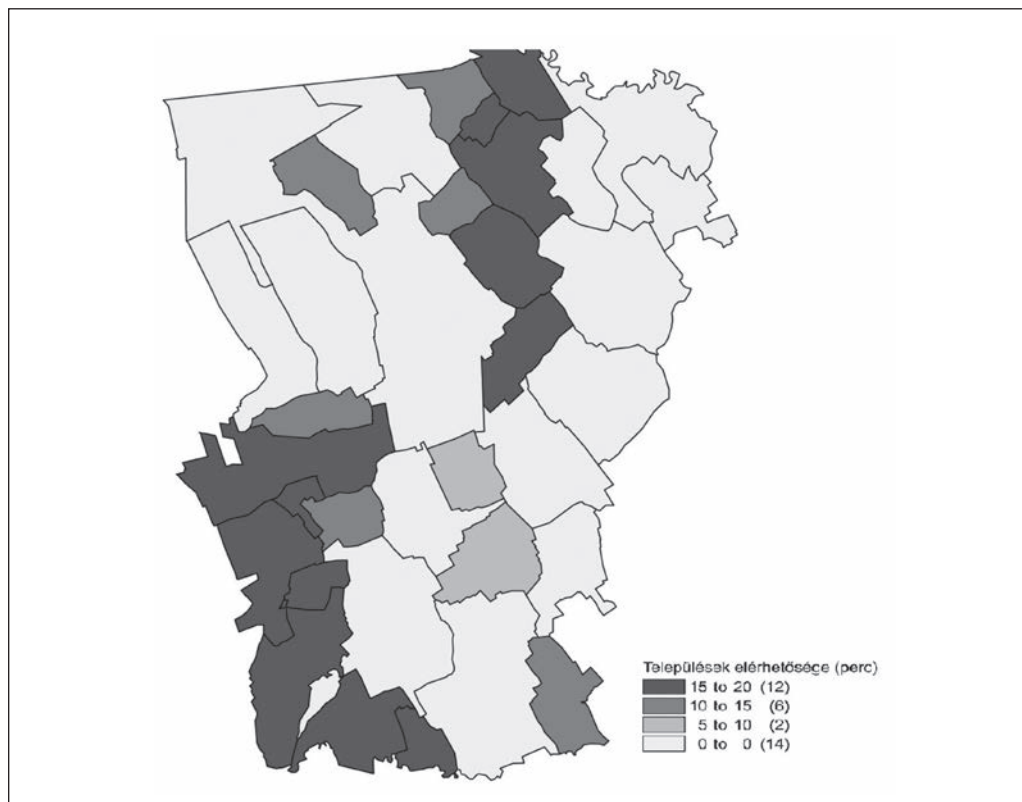 Települések elérhetősége (perc)
15 to 20 (12)
10 to 15 (6)
5 to 10 (2)
0 to 0 (14)